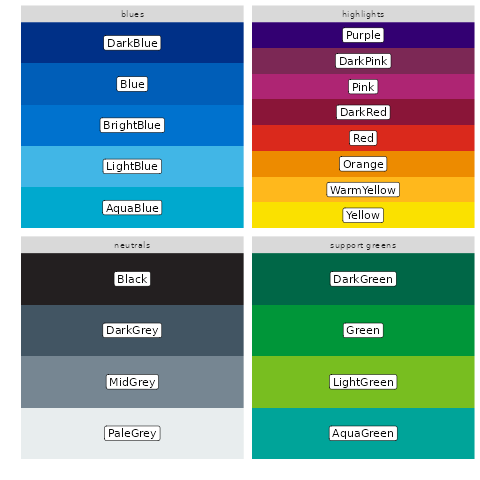 blues
DarkBlue
Blue
BrightBlue
LightBlue
AquaBlue
highlights
Purple
DarkPink
Pink
DarkRed
Red
Orange
WarmYellow
Yellow
neutrals
Black
DarkGrey
MidGrey
PaleGrey
support greens
DarkGreen
Green
LightGreen
AquaGreen